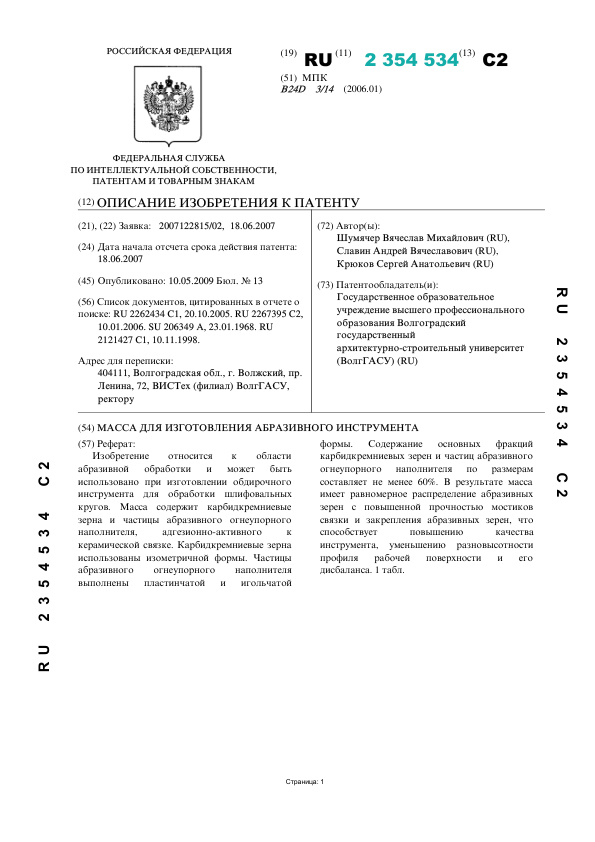 РОССИЙСКАЯ ФЕДЕРАЦИЯ
ФЕДЕРАЛЬНАЯ СЛУЖБА
ПО ИНТЕЛЛЕКТУАЛЬНОЙ СОБСТВЕННОСТИ,
ПАТЕНТАМ И ТОВАРНЫМ ЗНАКАМ
(19) RU (11) 2 354 534 (13) C2
(51) МПК
B24D 3/14 (2006.01)
(12) ОПИСАНИЕ ИЗОБРЕТЕНИЯ К ПАТЕНТУ
(21), (22) Заявка: 2007122815/02, 18.06.2007
(24) Дата начала отсчета срока действия патента:
18.06.2007
(45) Опубликовано: 10.05.2009 Бюл. № 13
(56) Список документов, цитированных в отчете о
поиске: RU 2262434 C1, 20.10.2005. RU 2267395 C2,
10.01.2006. SU 206349 A, 23.01.1968. RU
2121427 C1, 10.11.1998.
Адрес для переписки:
404111, Волгоградская обл., г. Волжский, пр.
Ленина, 72, ВИСТех (филиал) ВолгГАСУ,
ректору
(72) Автор(ы):
Шумячер Вячеслав Михайлович (RU),
Славин Андрей Вячеславович (RU),
Крюков Сергей Анатольевич (RU)
(73) Патентообладатель(и):
Государственное образовательное
учреждение высшего профессионального
образования Волгоградский
государственный
архитектурно-строительный университет
(ВолгГАСУ) (RU)
(54) МАССА ДЛЯ ИЗГОТОВЛЕНИЯ АБРАЗИВНОГО ИНСТРУМЕНТА
(57) Реферат:
Изобретение относится к области
абразивной обработки и может быть
использовано при изготовлении обдирочного
инструмента для обработки шлифовальных
кругов. Масса содержит карбидкремниевые
зерна и частицы абразивного огнеупорного
наполнителя, адгезионно-активного к
керамической связке. Карбидкремниевые зерна
использованы изометричной формы. Частицы
абразивного огнеупорного наполнителя
выполнены пластинчатой и игольчатой
формы. Содержание основных фракций
карбидкремниевых зерен и частиц абразивного
огнеупорного наполнителя по размерам
составляет не менее 60%. В результате масса
имеет равномерное распределение абразивных
зерен с повышенной прочностью мостиков
связки и закрепления абразивных зерен, что
способствует повышению качества
инструмента, уменьшению разновысотности
профиля рабочей поверхности и его
дисбаланса. 1 табл.
RU 2354534 C2
RU 2354534 C2
Страница: 1